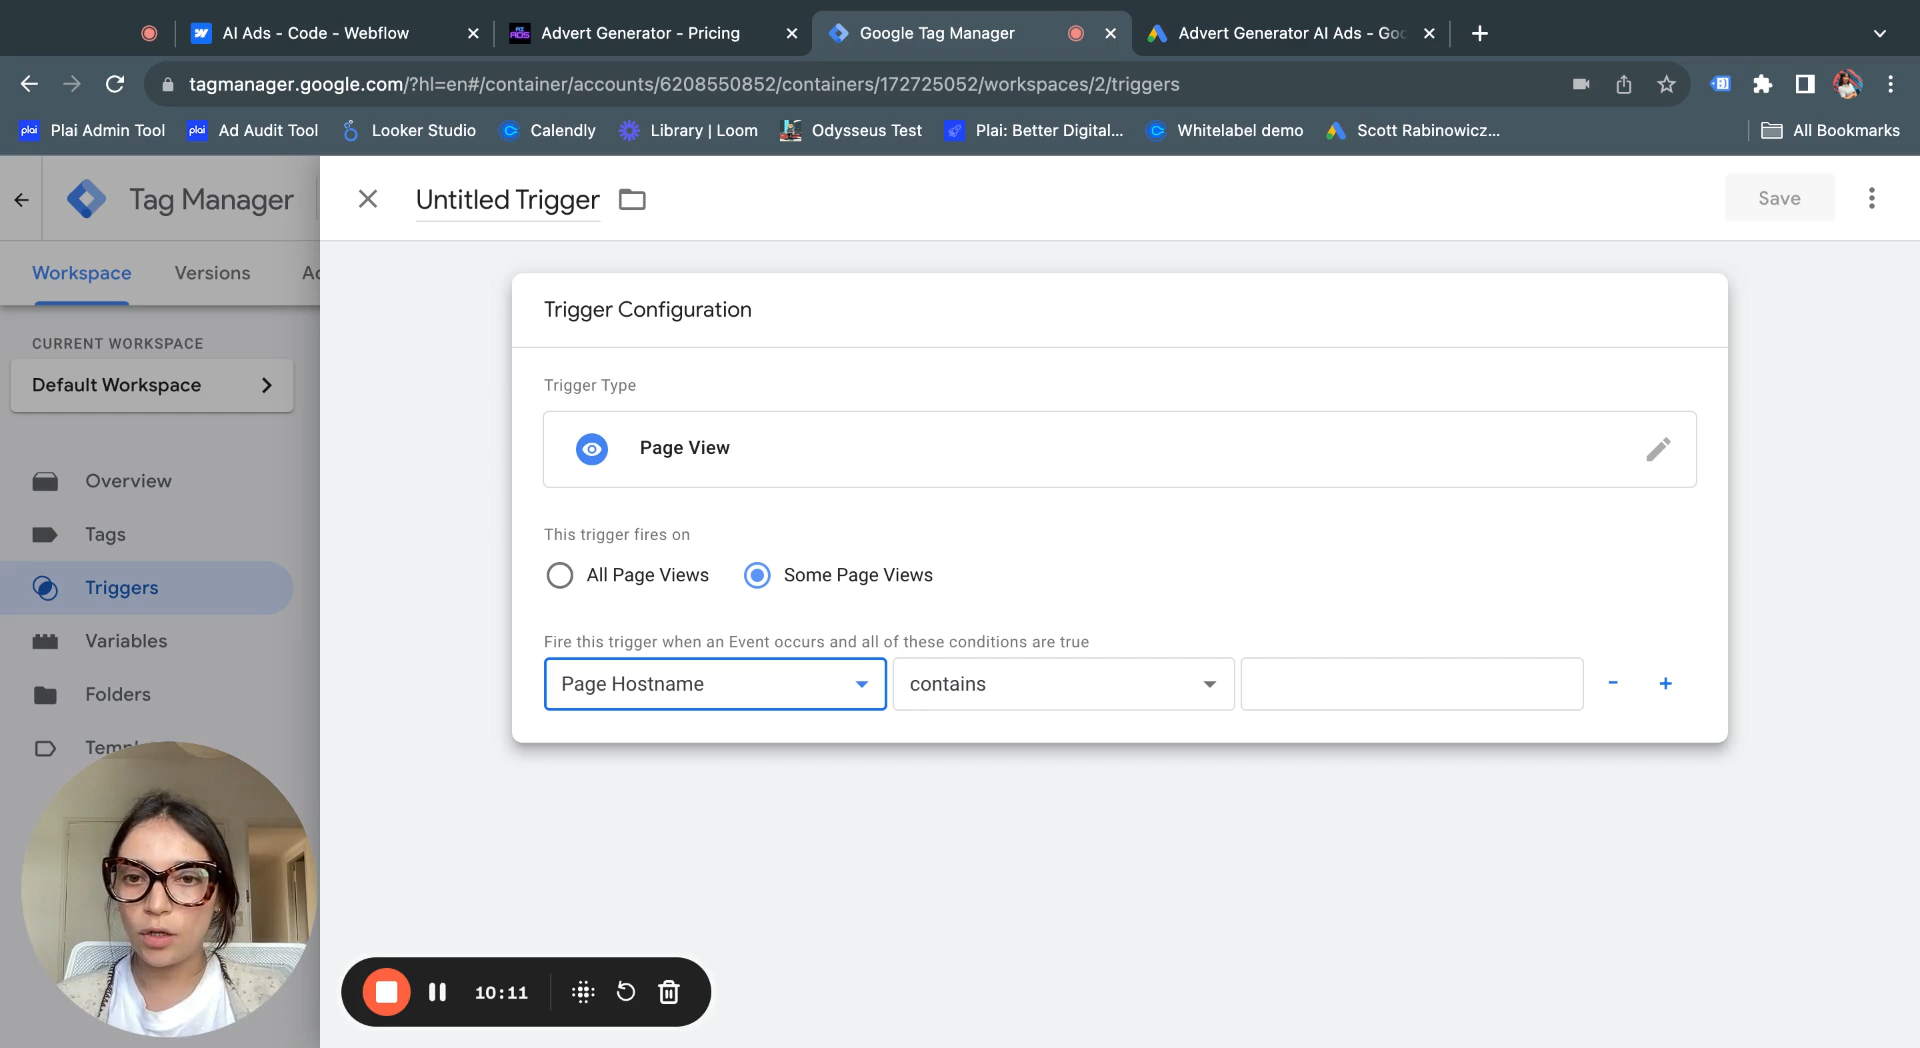 AI Ads - Code - Webflow
Advert Generator - Pricing
Google Tag Manager
Advert Generator AI Ads - Goo
tagmanager.google.com/?hl=en#/container/accounts/6208550852/containers/172725052/workspaces/2/triggers
plai Plai Admin Tool
plai Ad Audit Tool
Looker Studio
Calendly
Library | Loom
Odysseus Test
Plai: Better Digital...
Whitelabel demo
Scott Rabinowicz...
All Bookmarks
Tag Manager
Untitled Trigger
Save
Workspace
Versions
Ad
CURRENT WORKSPACE
Default Workspace
Overview
Tags
Triggers
Variables
Folders
Templ
Trigger Configuration
Trigger Type
Page View
This trigger fires on
All Page Views
Some Page Views
Fire this trigger when an Event occurs and all of these conditions are true
Page Hostname
contains
- +
10:11